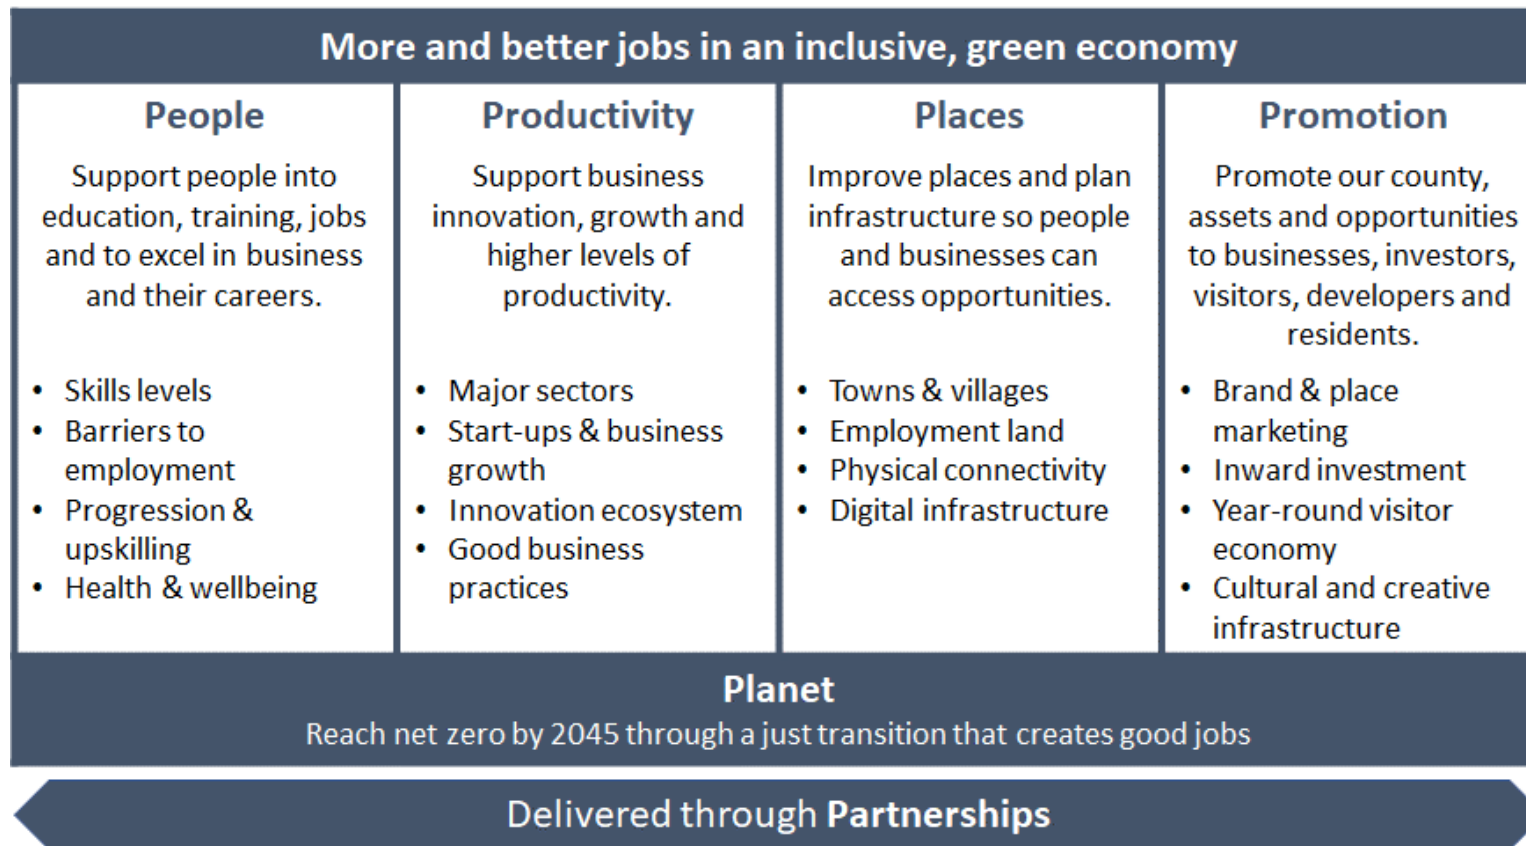 More and better jobs in an inclusive, green economy
People
Support people into
education, training, jobs
and to excel in business
and their careers.
• Skills levels
• Barriers to
employment
• Progression &
upskilling
• Health & wellbeing
Productivity
Support business
innovation, growth and
higher levels of
productivity.
• Major sectors
• Start-ups & business
growth
• Innovation ecosystem
• Good business
practices
Places
Improve places and plan
infrastructure so people
and businesses can
access opportunities.
• Towns & villages
• Employment land
• Physical connectivity
• Digital infrastructure
Promotion
Promote our county,
assets and opportunities
to businesses, investors,
visitors, developers and
residents.
• Brand & place
marketing
• Inward investment
• Year-round visitor
economy
• Cultural and creative
infrastructure
Planet
Reach net zero by 2045 through a just transition that creates good jobs
Delivered through Partnerships